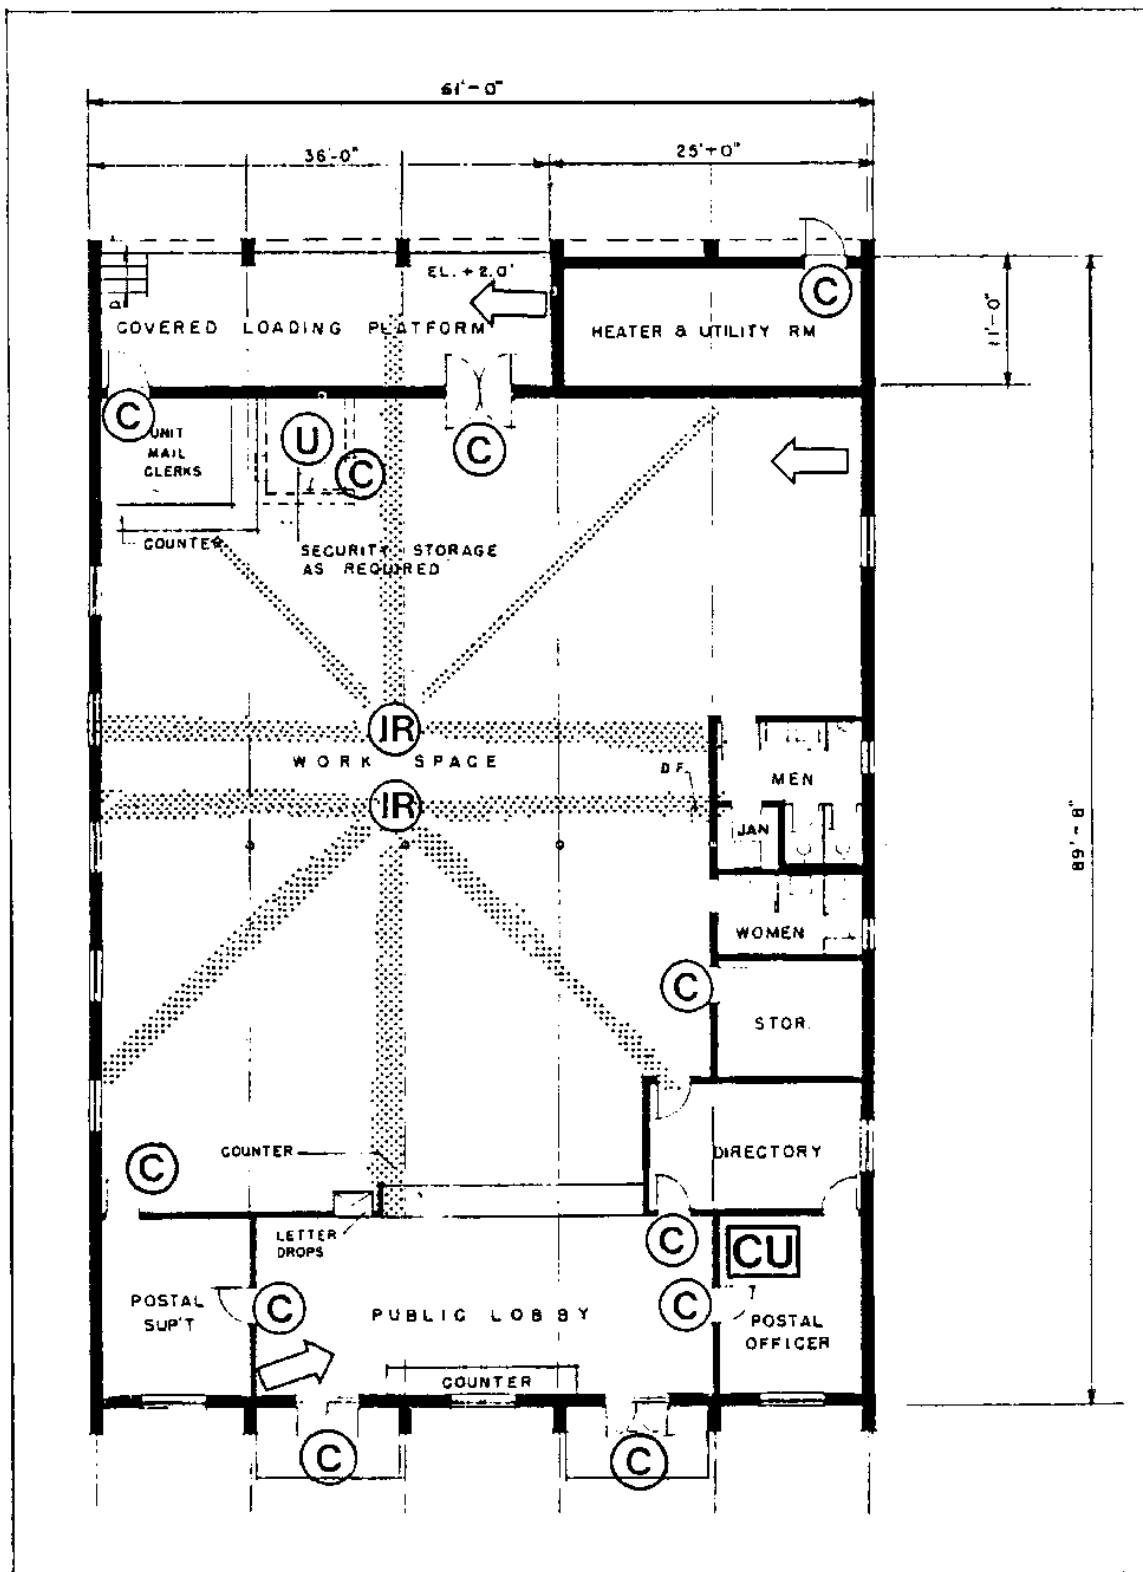 61'-0"
36'-0"
25'+0"
EL. +2.0'
C
11'-0"
COVERED LOADING PLATFORM
HEATER & UTILITY RM
C
U
C
C
UNIT
MAIL
CLERKS
COUNTER
SECURITY STORAGE
AS REQUIRED
IR
WORK SPACE
D.F.
MEN
IR
JAN
89'-8"
WOMEN
C
STOR.
COUNTER
DIRECTORY
C
LETTER
DROPS
C
CU
POSTAL
SUP'T
C
PUBLIC LOBBY
C
POSTAL
OFFICER
COUNTER
C
C